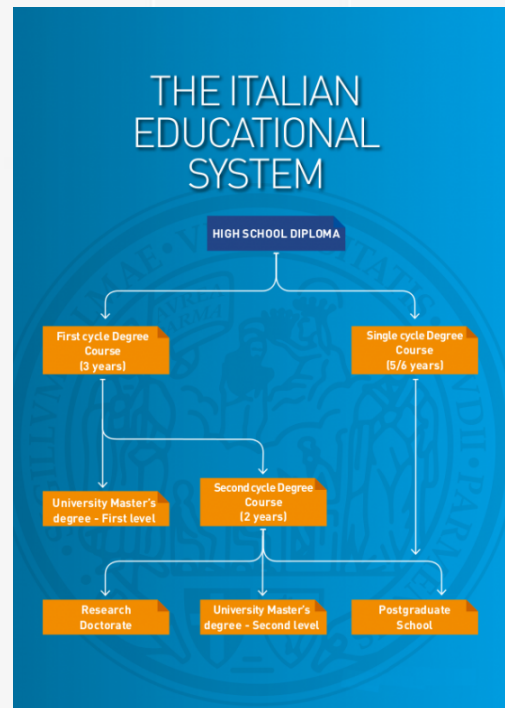 THE ITALIAN
EDUCATIONAL
SYSTEM
HIGH SCHOOL DIPLOMA
First cycle Degree
Course
(3 years)
Single cycle Degree
Course
(5/6 years)
University Master's
degree - First level
Second cycle Degree
Course
(2 years)
Research
Doctorate
University Master's
degree - Second level
Postgraduate
School